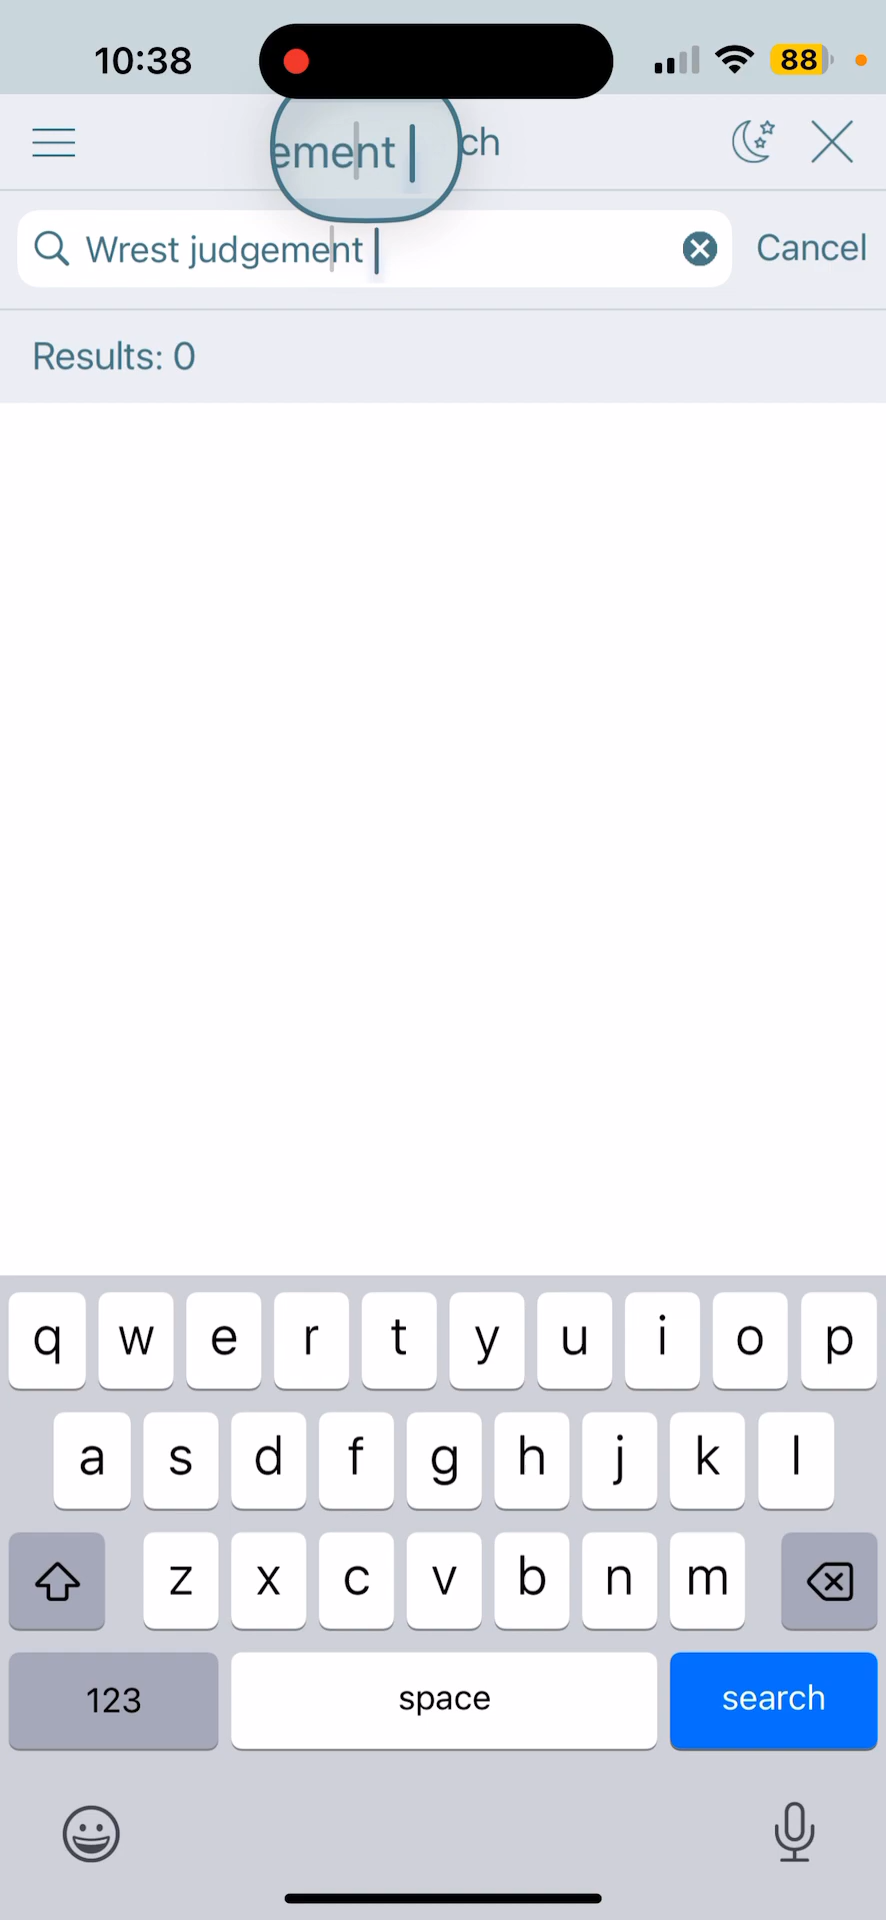 10:38
88
ement
ch
Wrest judgement
Cancel
Results: 0
q w e r t y u i o p
a s d f g h j k l
z x c v b n m
123 space search